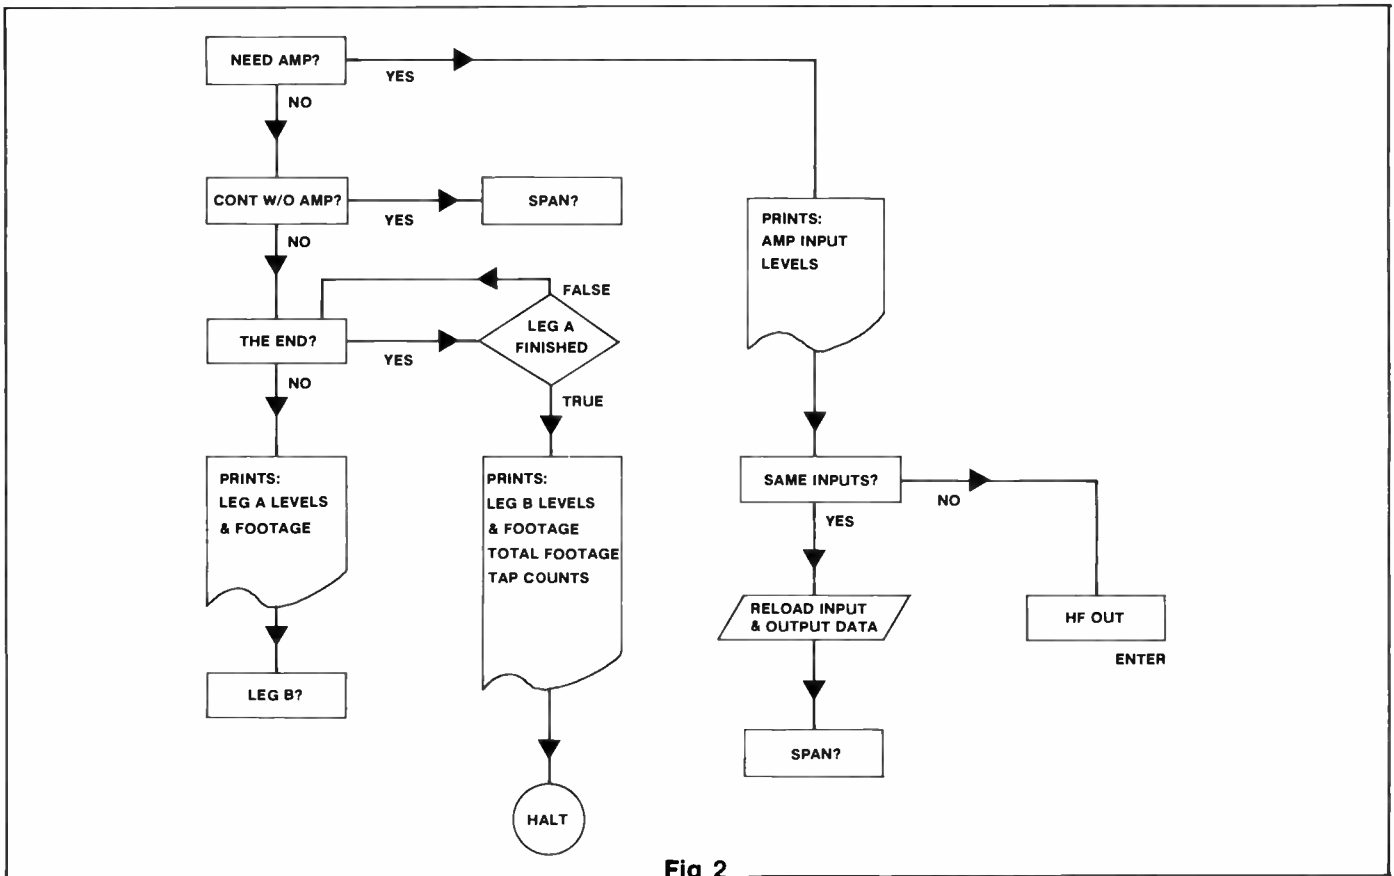 NEED AMP?
YES
NO
CONT W/O AMP?
YES
SPAN?
NO
THE END?
YES
FALSE
LEG A
FINISHED
NO
TRUE
PRINTS:
LEG A LEVELS
& FOOTAGE
LEG B?
PRINTS:
LEG B LEVELS
& FOOTAGE
TOTAL FOOTAGE
TAP COUNTS
HALT
PRINTS:
AMP INPUT
LEVELS
SAME INPUTS?
NO
YES
RELOAD INPUT
& OUTPUT DATA
SPAN?
HF OUT
ENTER
Fig 2